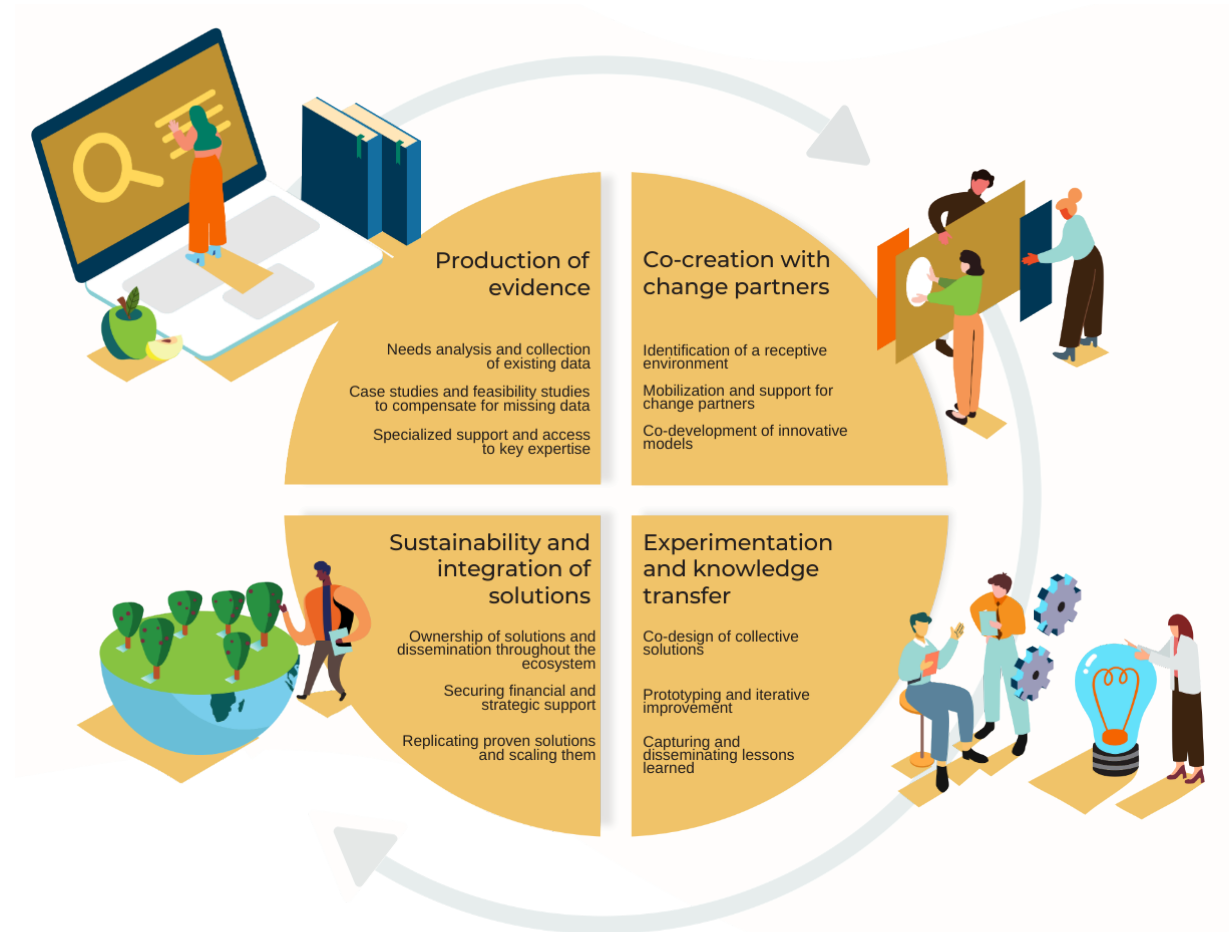 Production of
evidence
Needs analysis and collection
of existing data
Case studies and feasibility studies
to compensate for missing data
Specialized support and access
to key expertise
Co-creation with
change partners
Identification of a receptive
environment
Mobilization and support for
change partners
Co-development of innovative
models
Sustainability and
integration of
solutions
Ownership of solutions and
dissemination throughout the
ecosystem
Securing financial and
strategic support
Replicating proven solutions
and scaling them
Experimentation
and knowledge
transfer
Co-design of collective
solutions
Prototyping and iterative
improvement
Capturing and
disseminating lessons
learned